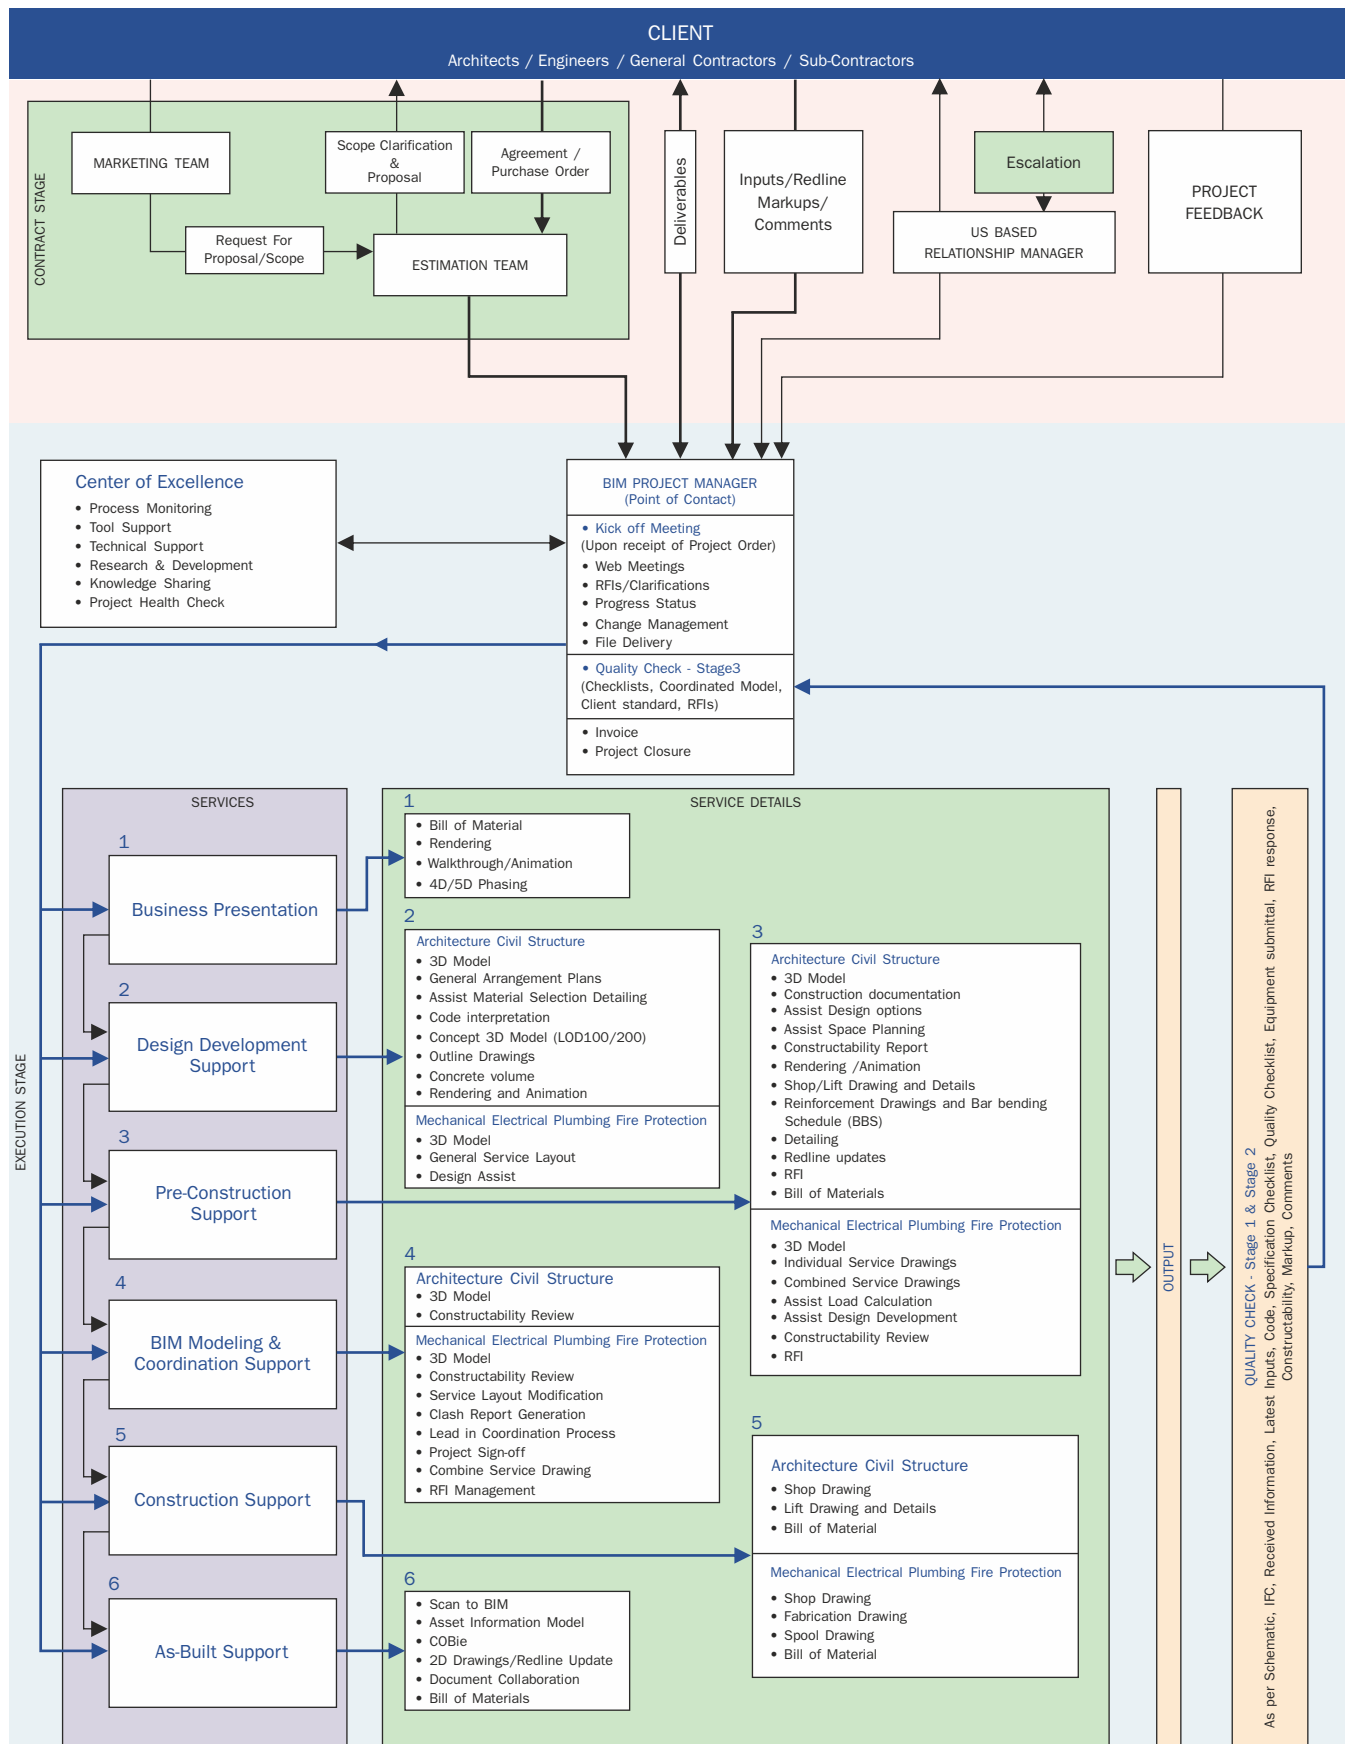 CLIENT
Architects / Engineers / General Contractors / Sub-Contractors
CONTRACT STAGE
MARKETING TEAM
Scope Clarification
&
Proposal
Agreement /
Purchase Order
Request For
Proposal/Scope
ESTIMATION TEAM
Deliverables
Inputs/Redline
Markups/
Comments
Escalation
US BASED
RELATIONSHIP MANAGER
PROJECT
FEEDBACK
Center of Excellence
• Process Monitoring
• Tool Support
• Technical Support
• Research & Development
• Knowledge Sharing
• Project Health Check
BIM PROJECT MANAGER
(Point of Contact)
• Kick off Meeting
(Upon receipt of Project Order)
• Web Meetings
• RFIs/Clarifications
• Progress Status
• Change Management
• File Delivery
• Quality Check - Stage3
(Checklists, Coordinated Model,
Client standard, RFIs)
• Invoice
• Project Closure
EXECUTION STAGE
SERVICES
1
Business Presentation
2
Design Development
Support
3
Pre-Construction
Support
4
BIM Modeling &
Coordination Support
5
Construction Support
6
As-Built Support
SERVICE DETAILS
1
• Bill of Material
• Rendering
• Walkthrough/Animation
• 4D/5D Phasing
2
Architecture Civil Structure
• 3D Model
• General Arrangement Plans
• Assist Material Selection Detailing
• Code interpretation
• Concept 3D Model (LOD100/200)
• Outline Drawings
• Concrete volume
• Rendering and Animation
Mechanical Electrical Plumbing Fire Protection
• 3D Model
• General Service Layout
• Design Assist
3
Architecture Civil Structure
• 3D Model
• Construction documentation
• Assist Design options
• Assist Space Planning
• Constructability Report
• Rendering /Animation
• Shop/Lift Drawing and Details
• Reinforcement Drawings and Bar bending
Schedule (BBS)
• Detailing
• Redline updates
• RFI
• Bill of Materials
Mechanical Electrical Plumbing Fire Protection
• 3D Model
• Individual Service Drawings
• Combined Service Drawings
• Assist Load Calculation
• Assist Design Development
• Constructability Review
• RFI
4
Architecture Civil Structure
• 3D Model
• Constructability Review
Mechanical Electrical Plumbing Fire Protection
• 3D Model
• Constructability Review
• Service Layout Modification
• Clash Report Generation
• Lead in Coordination Process
• Project Sign-off
• Combine Service Drawing
• RFI Management
5
Architecture Civil Structure
• Shop Drawing
• Lift Drawing and Details
• Bill of Material
Mechanical Electrical Plumbing Fire Protection
• Shop Drawing
• Fabrication Drawing
• Spool Drawing
• Bill of Material
6
• Scan to BIM
• Asset Information Model
• COBie
• 2D Drawings/Redline Update
• Document Collaboration
• Bill of Materials
OUTPUT
QUALITY CHECK - Stage 1 & Stage 2
As per Schematic, IFC, Received Information, Latest Inputs, Code, Specification Checklist, Quality Checklist, Equipment submittal, RFI response,
Constructability, Markup, Comments